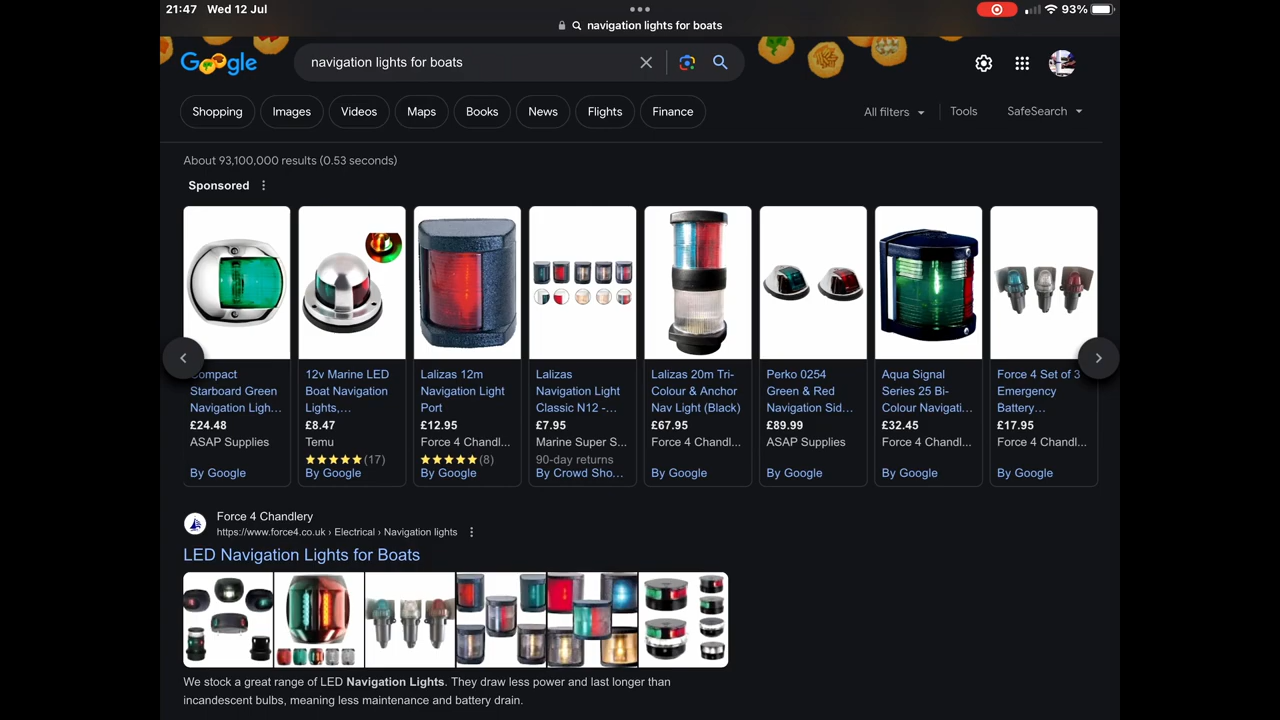 21:47 Wed 12 Jul
93%
navigation lights for boats
Google
navigation lights for boats
Shopping Images Videos Maps Books News Flights Finance All filters Tools SafeSearch
About 93,100,000 results (0.53 seconds)
Sponsored
Compact Starboard Green Navigation Ligh...
£24.48
ASAP Supplies
By Google
12v Marine LED Boat Navigation Lights,...
£8.47
Temu
(17)
By Google
Lalizas 12m Navigation Light Port
£12.95
Force 4 Chandl...
(8)
By Google
Lalizas Navigation Light Classic N12 -...
£7.95
Marine Super S...
90-day returns
By Crowd Sho...
Lalizas 20m Tri-Colour & Anchor Nav Light (Black)
£67.95
Force 4 Chandl...
By Google
Perko 0254 Green & Red Navigation Sid...
£89.99
ASAP Supplies
By Google
Aqua Signal Series 25 Bi-Colour Navigati...
£32.45
Force 4 Chandl...
By Google
Force 4 Set of 3 Emergency Battery...
£17.95
Force 4 Chandl...
By Google
Force 4 Chandlery
https://www.force4.co.uk › Electrical › Navigation lights
LED Navigation Lights for Boats
We stock a great range of LED Navigation Lights. They draw less power and last longer than
incandescent bulbs, meaning less maintenance and battery drain.